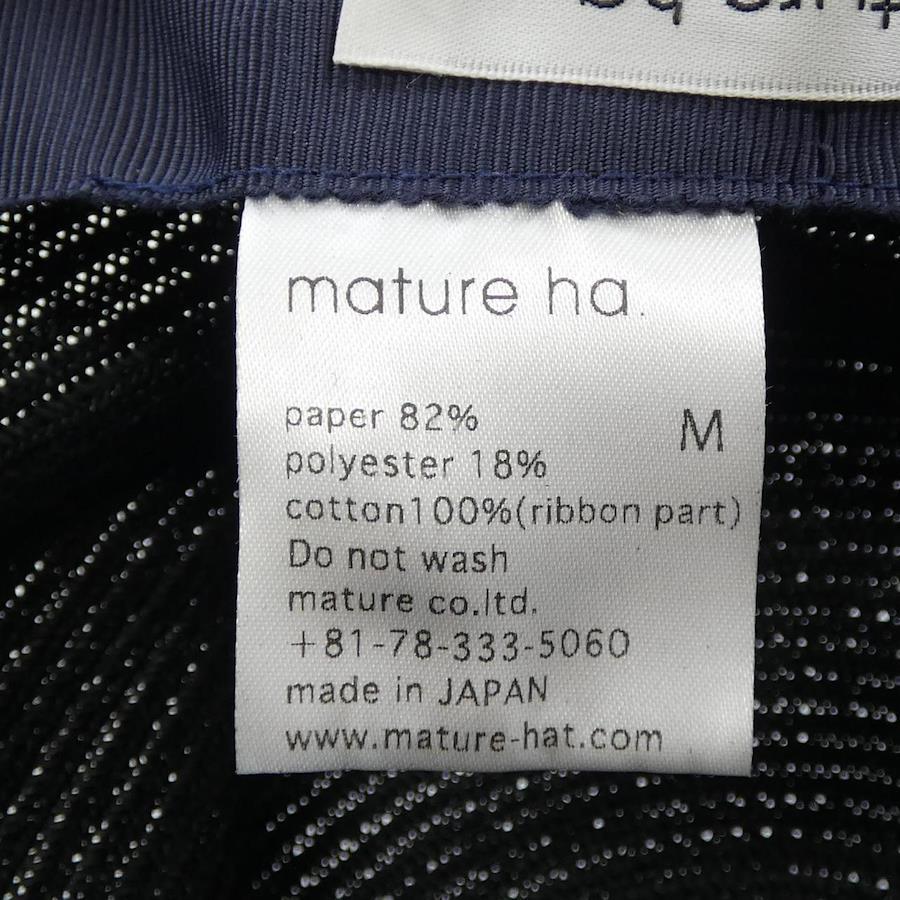 mature ha.
paper 82%
M
polyester 18%
cotton100%(ribbon part)
Do not wash
mature co.ltd.
+81-78-333-5060
made in JAPAN
www.mature-hat.com